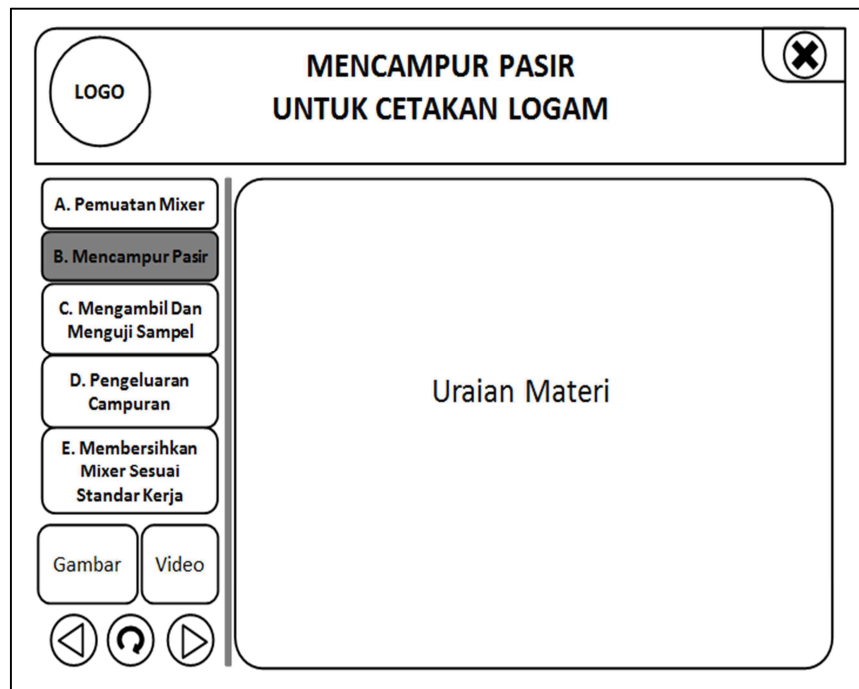 LOGO
MENCAMPUR PASIR
UNTUK CETAKAN LOGAM
A. Pemuatan Mixer
B. Mencampur Pasir
C. Mengambil Dan
Menguji Sampel
D. Pengeluaran
Campuran
E. Membersihkan
Mixer Sesuai
Standar Kerja
Gambar
Video
Uraian Materi